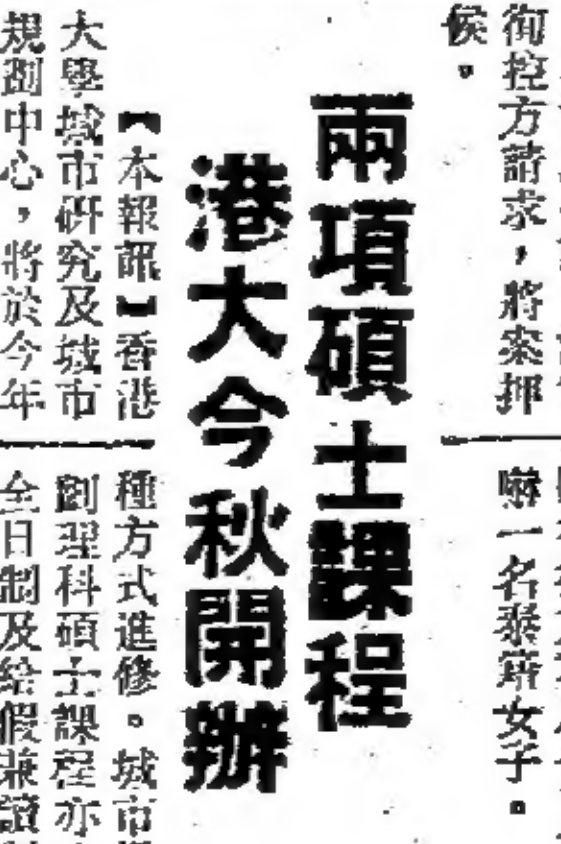 衛控方請求，將案押
候。
嚇一名泰籍女子。
兩項碩士課程
港大今秋開辦
【本報訊】香港
大學城市研究及城市
規劃中心，將於今年
種方式進修。城市
劃理科碩士課程亦
全日制及給假兼讀